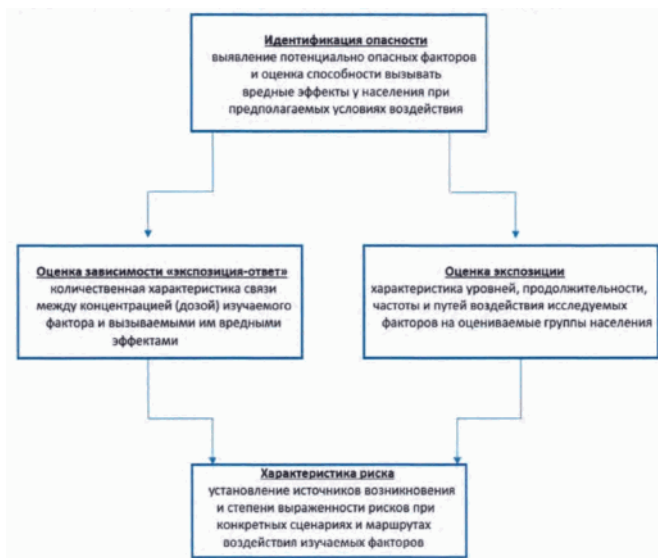 Идентификация опасности
выявление потенциально опасных факторов
и оценка способности вызывать
вредные эффекты у населения при
предполагаемых условиях воздействия
Оценка зависимости «экспозиция-ответ»
количественная характеристика связи
между концентрацией (дозой) изучаемого
фактора и вызываемыми им вредными
эффектами
Оценка экспозиции
характеристика уровней, продолжительности,
частоты и путей воздействия исследуемых
факторов на оцениваемые группы населения
Характеристика риска
установление источников возникновения
и степени выраженности рисков при
конкретных сценариях и маршрутах
воздействия изучаемых факторов